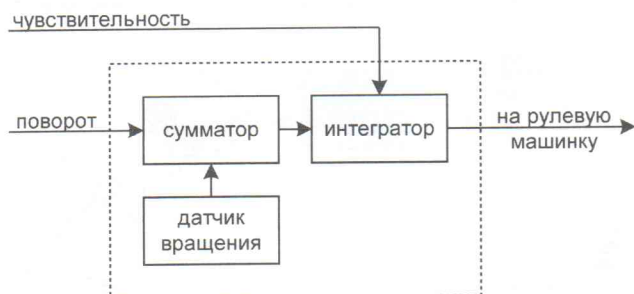 чувствительность
поворот
сумматор
интегратор
на рулевую
машинку
датчик
вращения